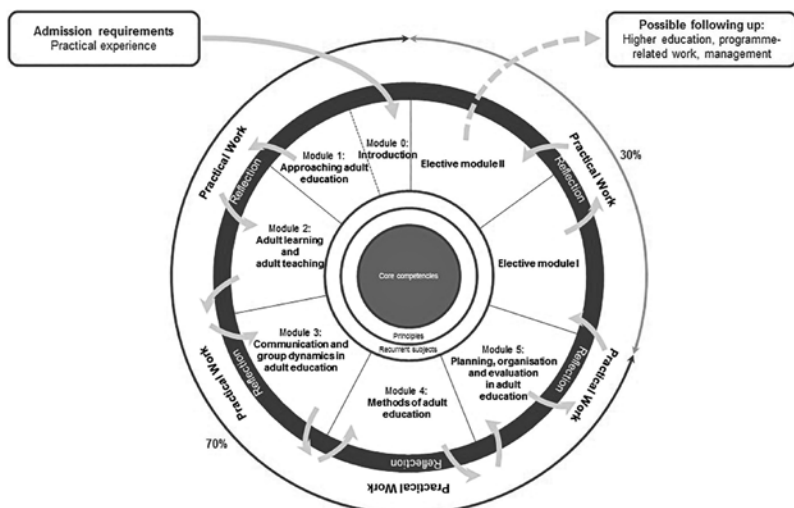 Admission requirements
Practical experience
Possible following up:
Higher education, programme-
related work, management
30%
70%
Practical Work
Reflection
Module 0:
Introduction
Module 1:
Approaching adult
education
Module 2:
Adult learning
and
adult teaching
Practical Work
Reflection
Module 3:
Communication and
group dynamics in
adult education
Module 4:
Methods of adult
education
Reflection
Practical Work
Module 5:
Planning, organisation
and evaluation
in adult
education
Reflection
Practical Work
Elective module I
Elective module II
Reflection
Practical Work
Core competencies
Principles
Recurrent subjects